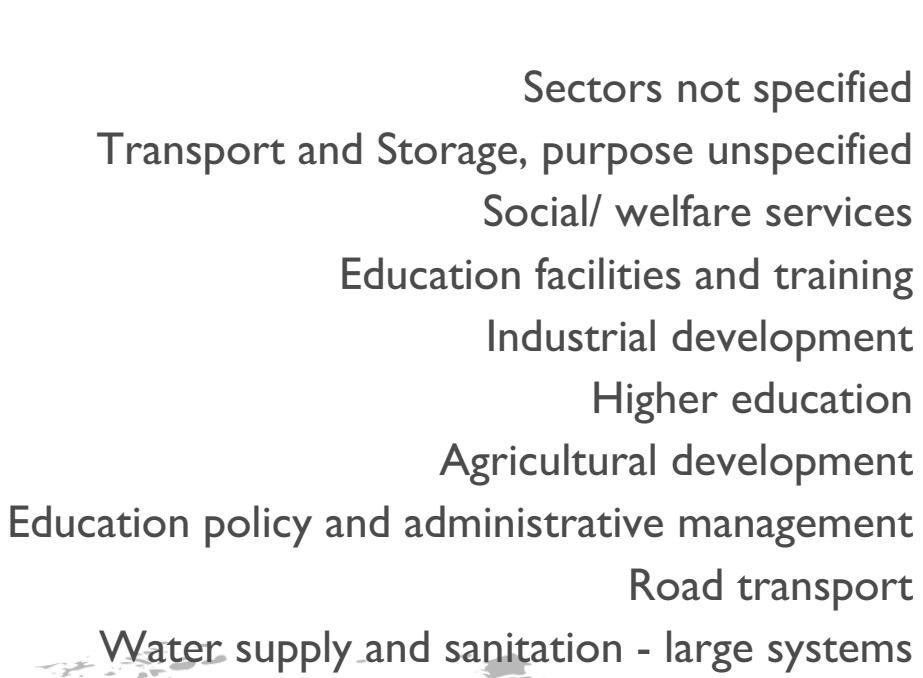 Sectors not specified
Transport and Storage, purpose unspecified
Social/ welfare services
Education facilities and training
Industrial development
Higher education
Agricultural development
Education policy and administrative management
Road transport
Water supply and sanitation - large systems